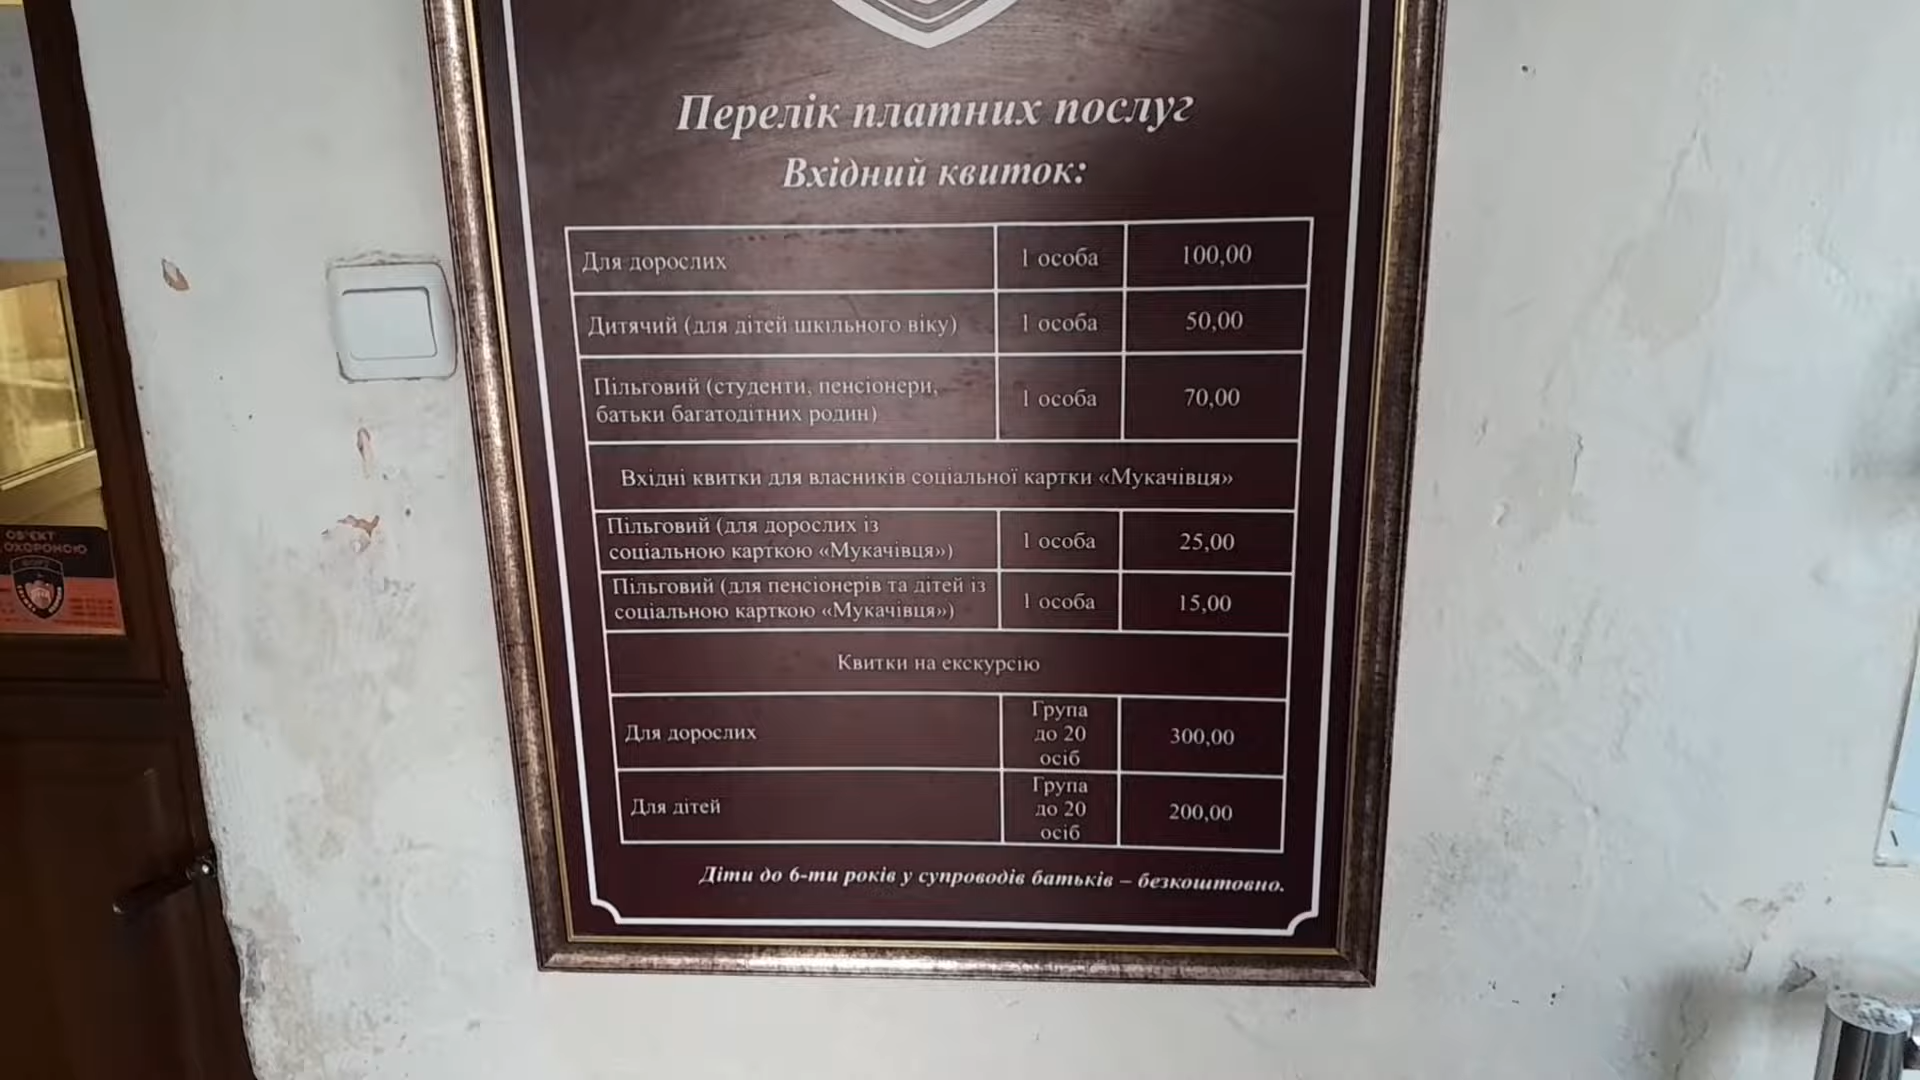 Перелік платних послуг
Вхідний квиток:
Для дорослих 1 особа 100,00
Дитячий (для дітей шкільного віку) 1 особа 50,00
Пільговий (студенти, пенсіонери,
батьки багатодітних родин) 1 особа 70,00
Вхідні квитки для власників соціальної картки «Мукачівця»
Пільговий (для дорослих із
соціальною карткою «Мукачівця») 1 особа 25,00
Пільговий (для пенсіонерів та дітей із
соціальною карткою «Мукачівця») 1 особа 15,00
Квитки на екскурсію
Для дорослих
Група
до 20
осіб
300,00
Для дітей
Група
до 20
осіб
200,00
Діти до 6-ти років у супроводів батьків – безкоштовно.
ОБ'ЄКТ
ОХОРОНСЮ